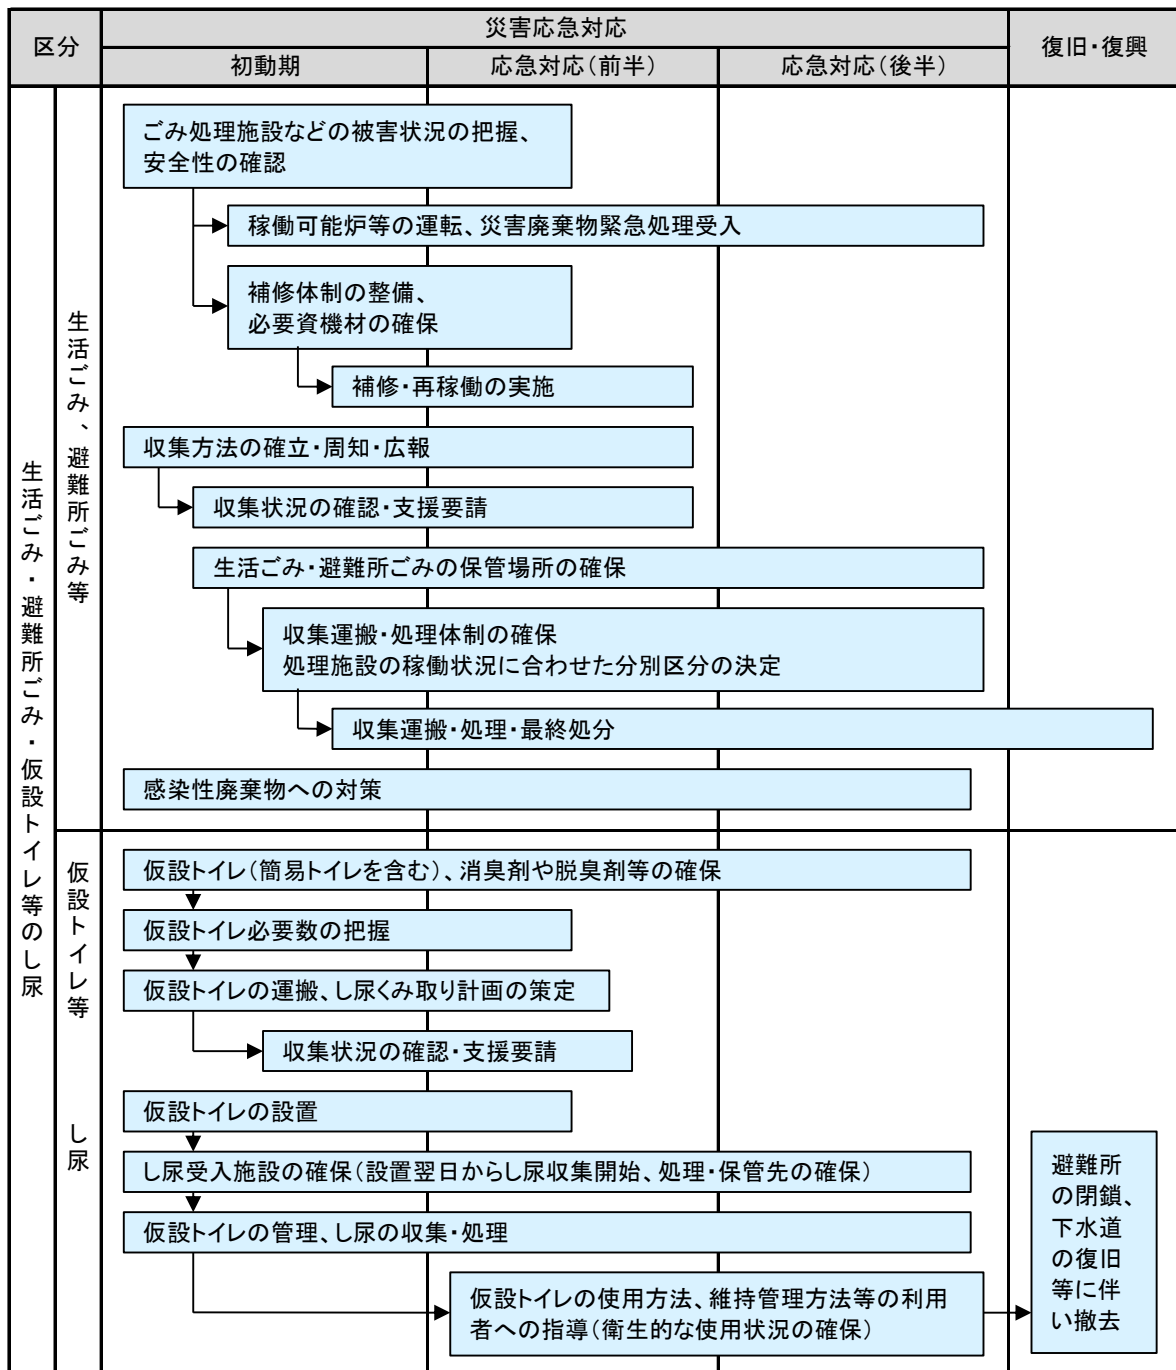 区分
災害応急対応
復旧・復興
初動期
応急対応(前半)
応急対応(後半)
生活ごみ・避難所ごみ・仮設トイレ等のし尿
生活ごみ、避難所ごみ等
ごみ処理施設などの被害状況の把握、
安全性の確認
稼働可能炉等の運転、災害廃棄物緊急処理受入
補修体制の整備、
必要資機材の確保
補修・再稼働の実施
収集方法の確立・周知・広報
収集状況の確認・支援要請
生活ごみ・避難所ごみの保管場所の確保
収集運搬・処理体制の確保
処理施設の稼働状況に合わせた分別区分の決定
収集運搬・処理・最終処分
感染性廃棄物への対策
仮設トイレ等
し尿
仮設トイレ(簡易トイレを含む)、消臭剤や脱臭剤等の確保
仮設トイレ必要数の把握
仮設トイレの運搬、し尿くみ取り計画の策定
収集状況の確認・支援要請
仮設トイレの設置
し尿受入施設の確保(設置翌日からし尿収集開始、処理・保管先の確保)
仮設トイレの管理、し尿の収集・処理
仮設トイレの使用方法、維持管理方法等の利用
者への指導(衛生的な使用状況の確保)
避難所
の閉鎖、
下水道
の復旧
等に伴
い撤去